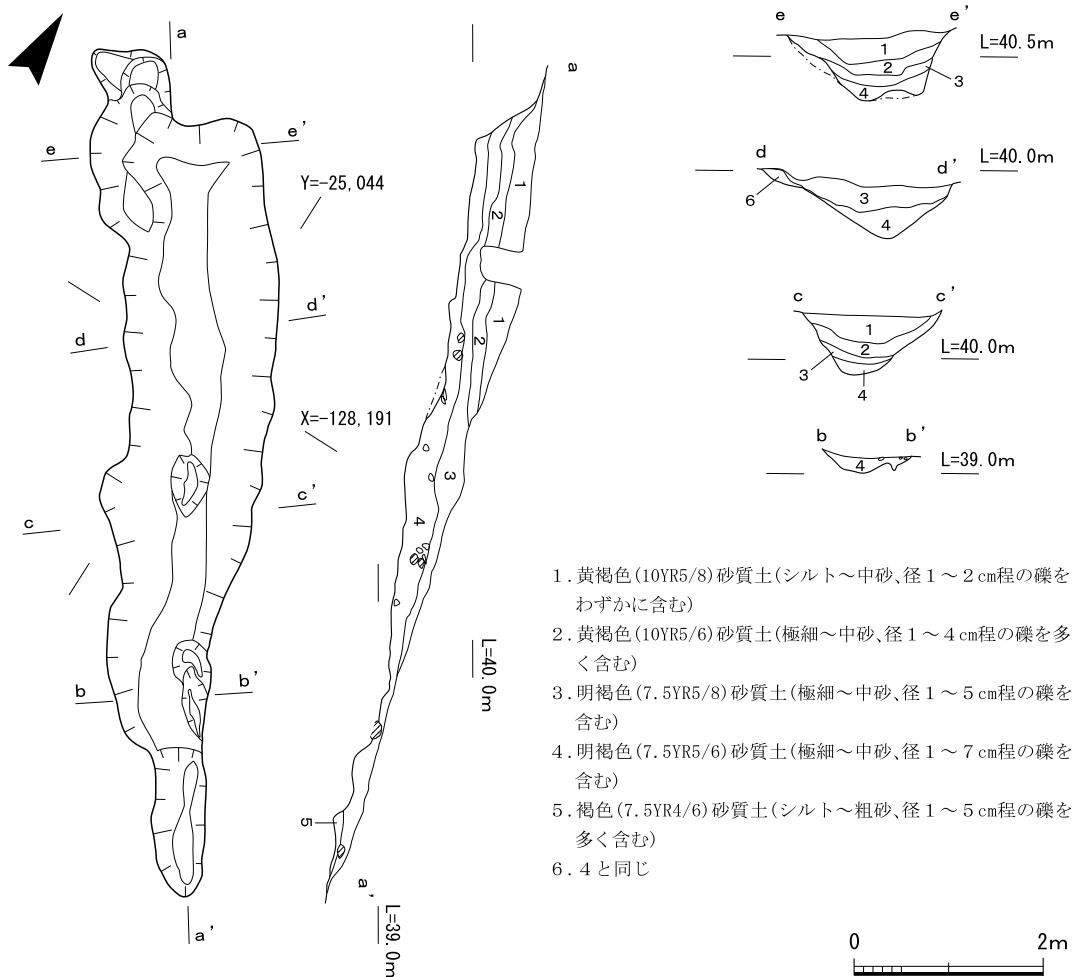 a
e
e'
Y=-25,044
d'
d
X=-128,191
c'
c
b
b'
a'
a
1
2
1
2
3
4
5
a'
L=40.0m
L=39.0m
e
e'
L=40.5m
1
2
3
4
d
d'
L=40.0m
6
3
4
c
c'
1
2
L=40.0m
3
4
b
b'
L=39.0m
4
1.黄褐色(10YR5/8)砂質土(シルト～中砂、径1～2cm程の礫を
わずかに含む)
2.黄褐色(10YR5/6)砂質土(極細～中砂、径1～4cm程の礫を多
く含む)
3.明褐色(7.5YR5/8)砂質土(極細～中砂、径1～5cm程の礫を
含む)
4.明褐色(7.5YR5/6)砂質土(極細～中砂、径1～7cm程の礫を
含む)
5.褐色(7.5YR4/6)砂質土(シルト～粗砂、径1～5cm程の礫を
多く含む)
6.4と同じ
0
2m